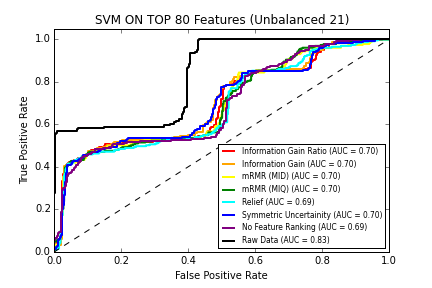 SVM ON TOP 80 Features (Unbalanced 21)
True Positive Rate
1.0
0.8
0.6
0.4
0.2
0.0
Information Gain Ratio (AUC = 0.70)
Information Gain (AUC = 0.70)
mRMR (MID) (AUC = 0.70)
mRMR (MIQ) (AUC = 0.70)
Relief (AUC = 0.69)
Symmetric Uncertainity (AUC = 0.70)
No Feature Ranking (AUC = 0.69)
Raw Data (AUC = 0.83)
0.0 0.2 0.4 0.6 0.8 1.0
False Positive Rate